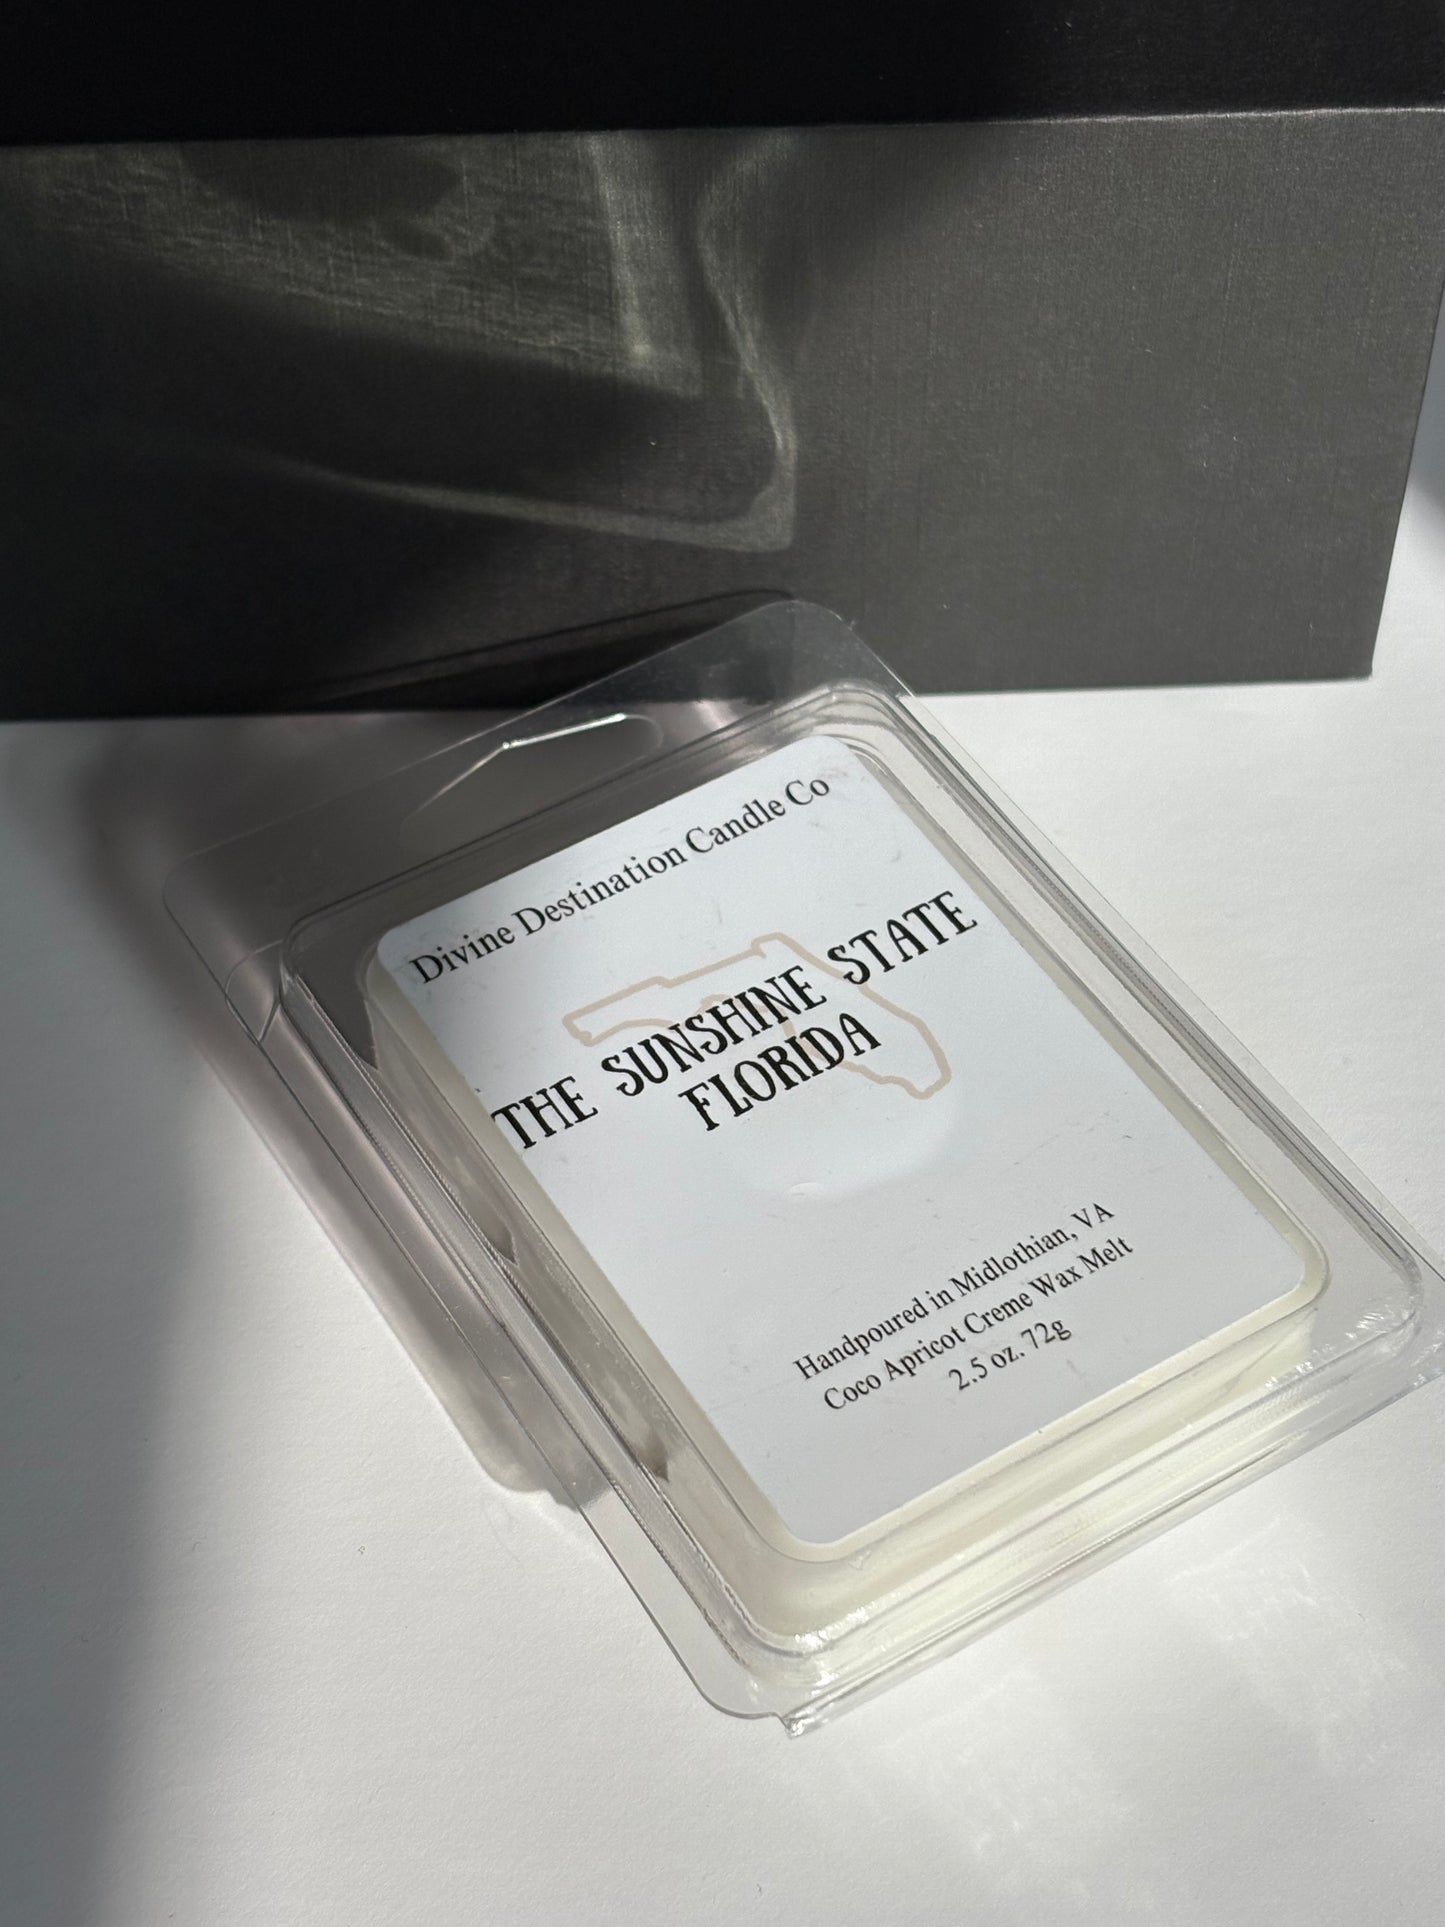 Divine Destination Candle Co
THE SUNSHINE STATE
FLORIDA
Handpoured in Midlothian, VA
Coco Apricot Creme Wax Melt
2.5 oz. 72g